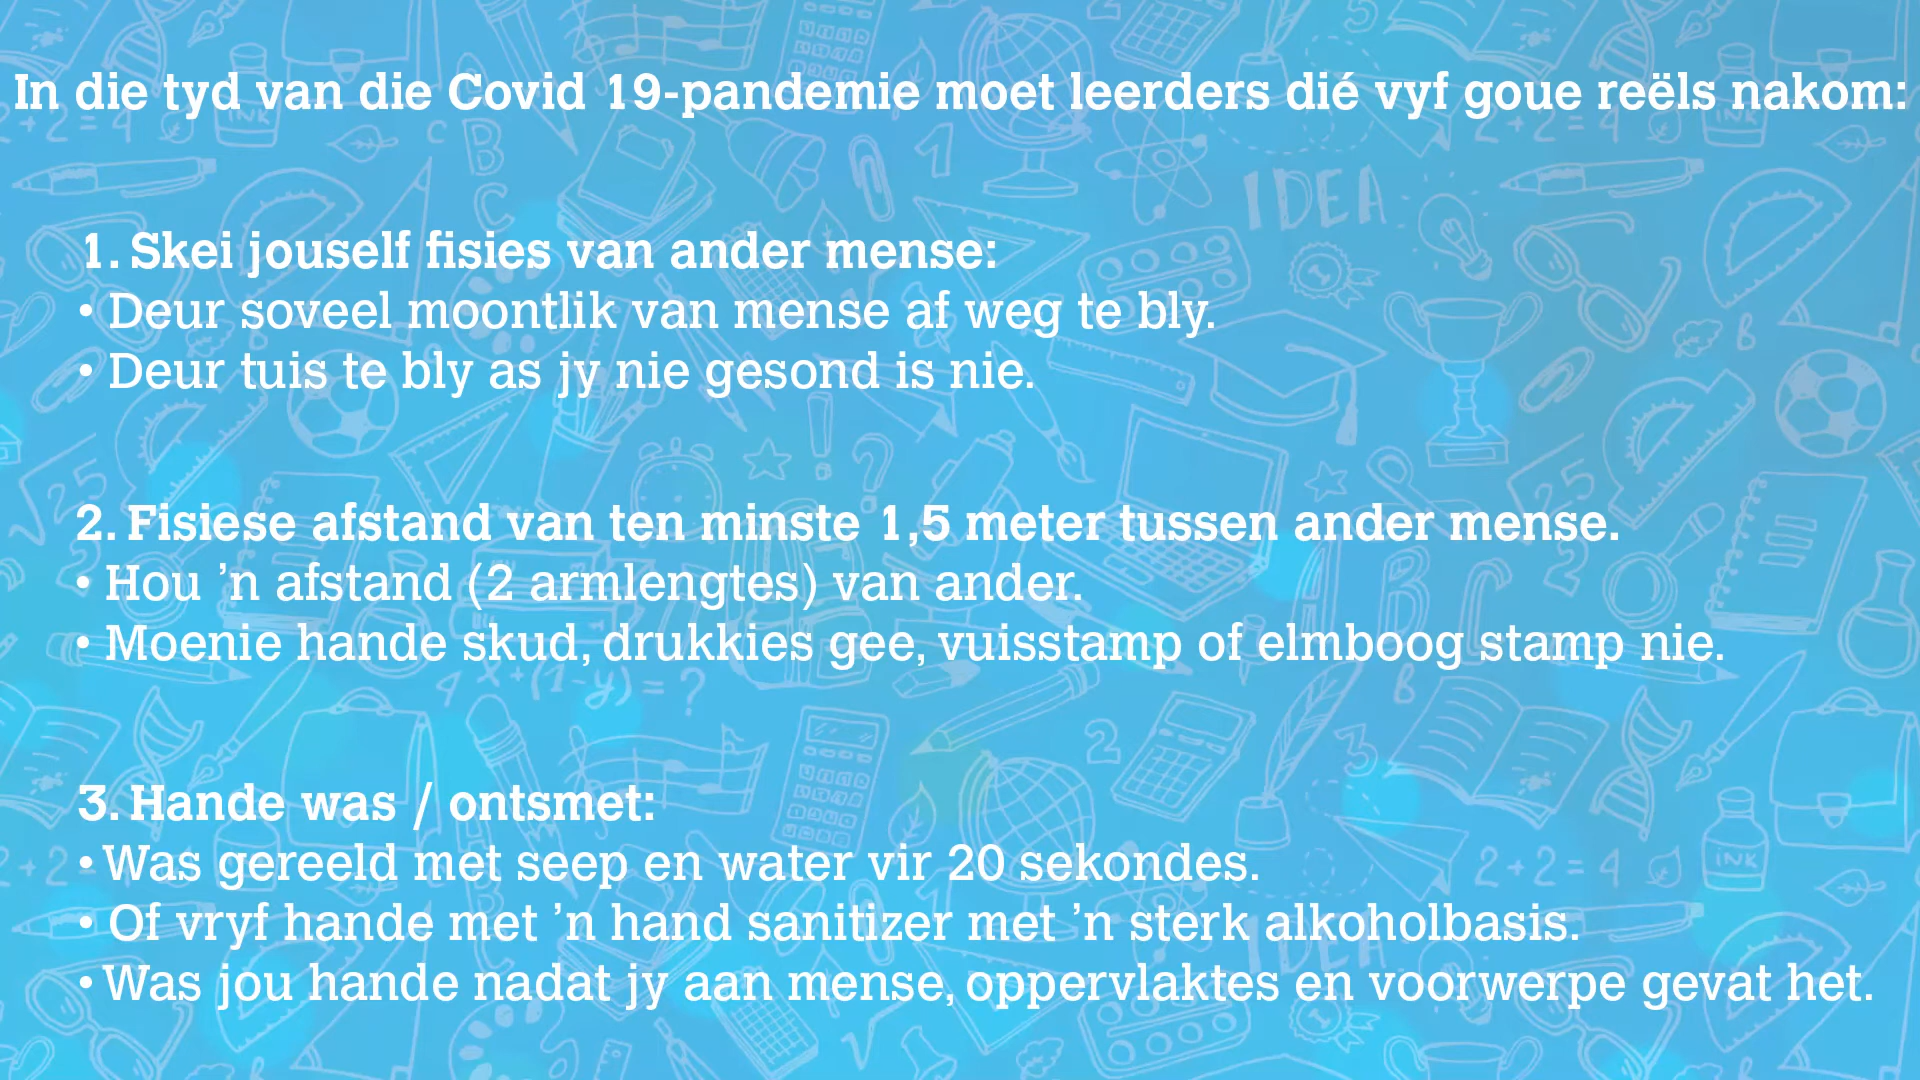 In die tyd van die Covid 19-pandemie moet leerders dié vyf goue reëls nakom:
1. Skei jouself fisies van ander mense:
• Deur soveel moontlik van mense af weg te bly.
• Deur tuis te bly as jy nie gesond is nie.
2. Fisiese afstand van ten minste 1,5 meter tussen ander mense.
• Hou ’n afstand (2 armlengtes) van ander.
• Moenie hande skud, drukkies gee, vuisstamp of elmboog stamp nie.
3. Hande was / ontsmet:
• Was gereeld met seep en water vir 20 sekondes.
• Of vryf hande met ’n hand sanitizer met ’n sterk alkoholbasis.
• Was jou hande nadat jy aan mense, oppervlaktes en voorwerpe gevat het.